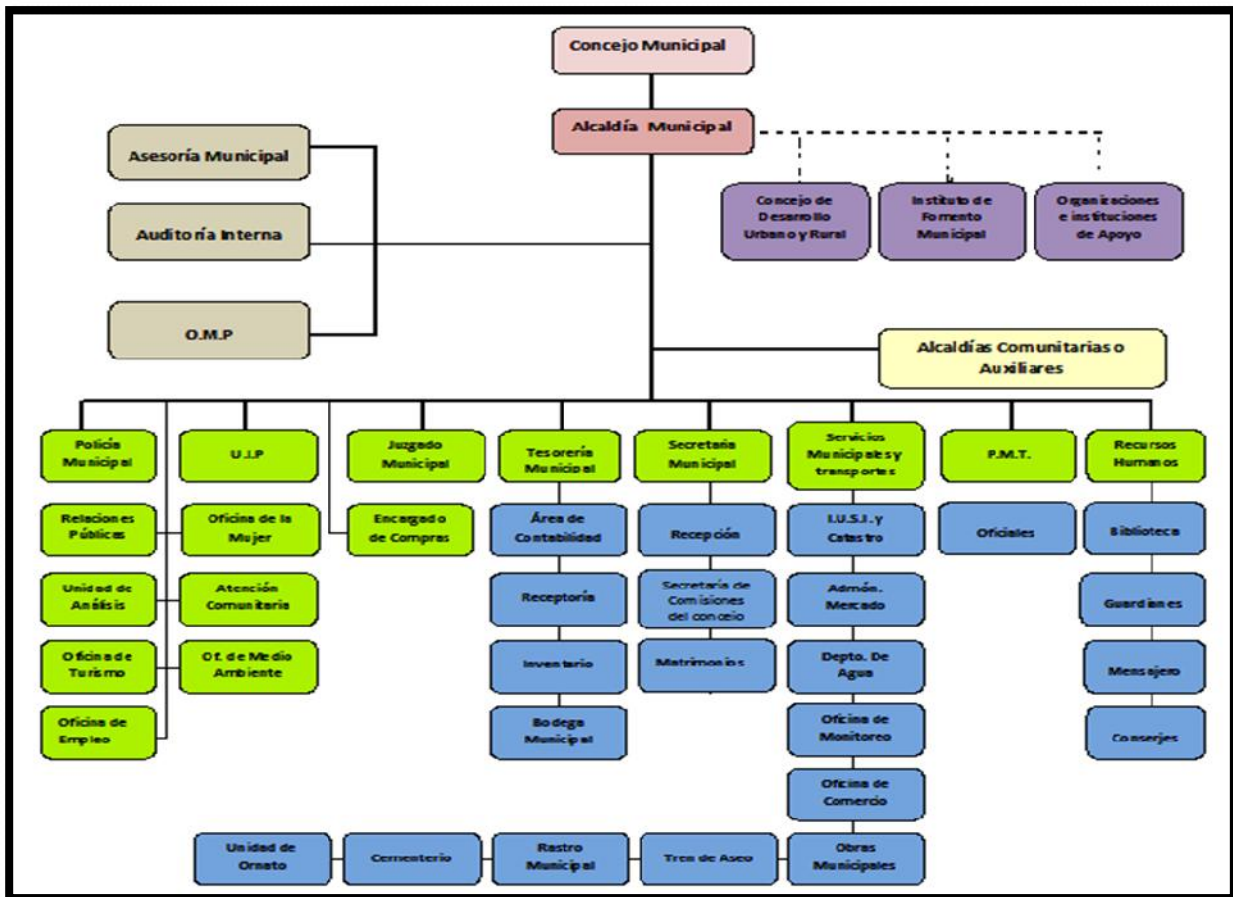 Concejo Municipal
Alcaldía Municipal
Asesoría Municipal
Auditoría Interna
O.M.P
Concejo de
Desarrollo
Urbano y Rural
Instituto de
Fomento
Municipal
Organizaciones
e instituciones
de Apoyo
Alcaldías Comunitarias o
Auxiliares
Policía
Municipal
U.I.P
Juzgado
Municipal
Tesorería
Municipal
Secretaria
Municipal
Servicios
Municipales y
transportes
P.M.T.
Recursos
Humanos
Relaciones
Públicas
Oficina de la
Mujer
Encargado
de Compras
Área de
Contabilidad
Recepción
I.U.S.I. y
Catastro
Oficiales
Biblioteca
Unidad de
Análisis
Atención
Comunitaria
Receptoría
Secretaría de
Comisiones
del concejo
Admón.
Mercado
Guardianes
Oficina de
Turismo
Of. de Medio
Ambiente
Inventario
Matrimonios
Depto. De
Agua
Mensajero
Oficina de
Empleo
Bodega
Municipal
Oficina de
Monitoreo
Conserjes
Oficina de
Comercio
Unidad de
Ornato
Cementerio
Rastro
Municipal
Tren de Aseo
Obras
Municipales